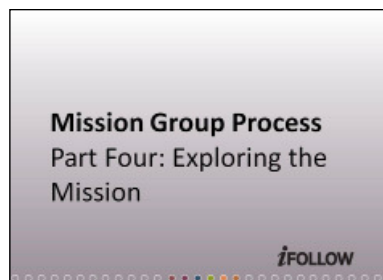 Mission Group Process
Part Four: Exploring the
Mission
iFOLLOW